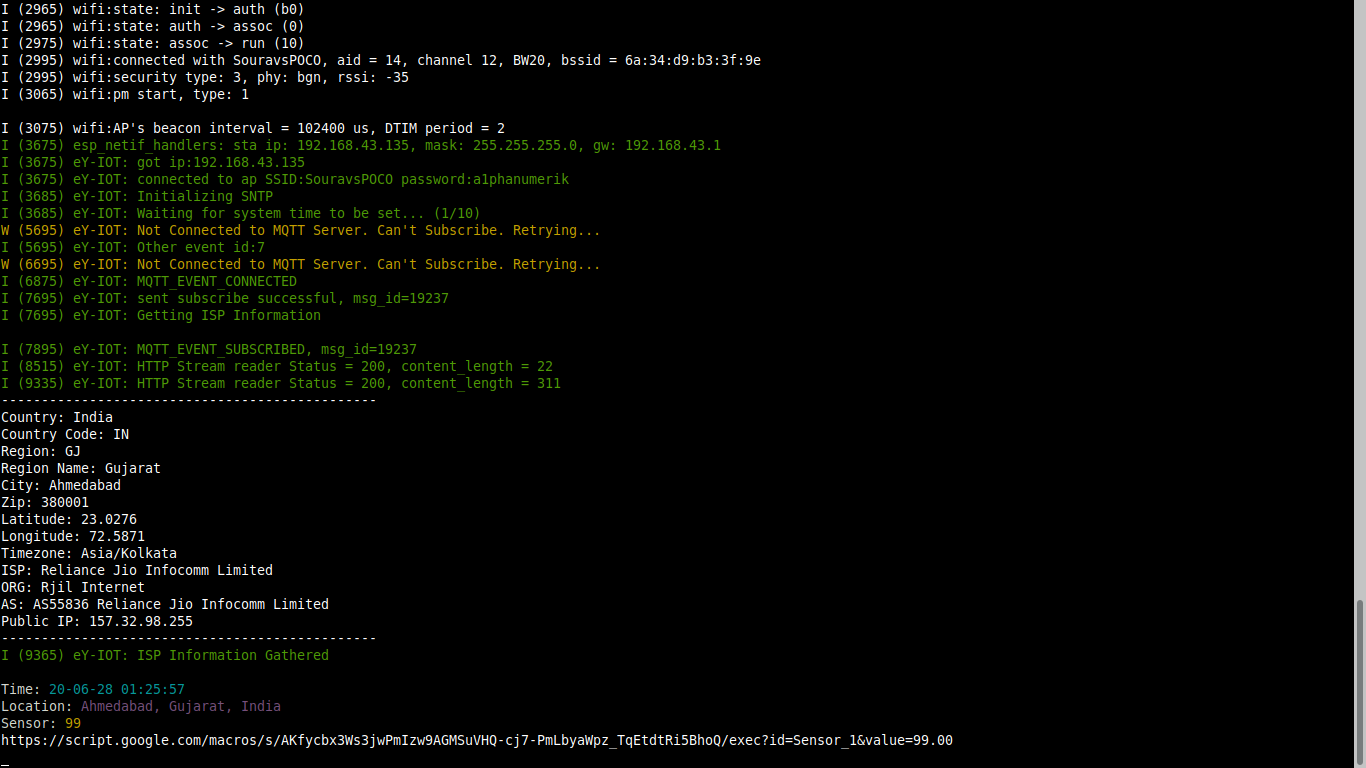 I (2965) wifi:state: init -> auth (b0)
I (2965) wifi:state: auth -> assoc (0)
I (2975) wifi:state: assoc -> run (10)
I (2995) wifi:connected with SouravsPOCO, aid = 14, channel 12, BW20, bssid = 6a:34:d9:b3:3f:9e
I (2995) wifi:security type: 3, phy: bgn, rssi: -35
I (3065) wifi:pm start, type: 1
I (3075) wifi:AP's beacon interval = 102400 us, DTIM period = 2
I (3675) esp_netif_handlers: sta ip: 192.168.43.135, mask: 255.255.255.0, gw: 192.168.43.1
I (3675) eY-IOT: got ip:192.168.43.135
I (3675) eY-IOT: connected to ap SSID:SouravsPOCO password:a1phanumerik
I (3685) eY-IOT: Initializing SNTP
I (3685) eY-IOT: Waiting for system time to be set... (1/10)
W (5695) eY-IOT: Not Connected to MQTT Server. Can't Subscribe. Retrying...
I (5695) eY-IOT: Other event id:7
W (6695) eY-IOT: Not Connected to MQTT Server. Can't Subscribe. Retrying...
I (6875) eY-IOT: MQTT_EVENT_CONNECTED
I (7695) eY-IOT: sent subscribe successful, msg_id=19237
I (7695) eY-IOT: Getting ISP Information
I (7895) eY-IOT: MQTT_EVENT_SUBSCRIBED, msg_id=19237
I (8515) eY-IOT: HTTP Stream reader Status = 200, content_length = 22
I (9335) eY-IOT: HTTP Stream reader Status = 200, content_length = 311
-----------------------------------------------
Country: India
Country Code: IN
Region: GJ
Region Name: Gujarat
City: Ahmedabad
Zip: 380001
Latitude: 23.0276
Longitude: 72.5871
Timezone: Asia/Kolkata
ISP: Reliance Jio Infocomm Limited
ORG: Rjil Internet
AS: AS55836 Reliance Jio Infocomm Limited
Public IP: 157.32.98.255
-----------------------------------------------
I (9365) eY-IOT: ISP Information Gathered
Time: 20-06-28 01:25:57
Location: Ahmedabad, Gujarat, India
Sensor: 99
https://script.google.com/macros/s/AKfycbx3Ws3jwPmIzw9AGMSuVHQ-cj7-PmLbyaWpz_TqEtdtRi5BhoQ/exec?id=Sensor_1&value=99.00